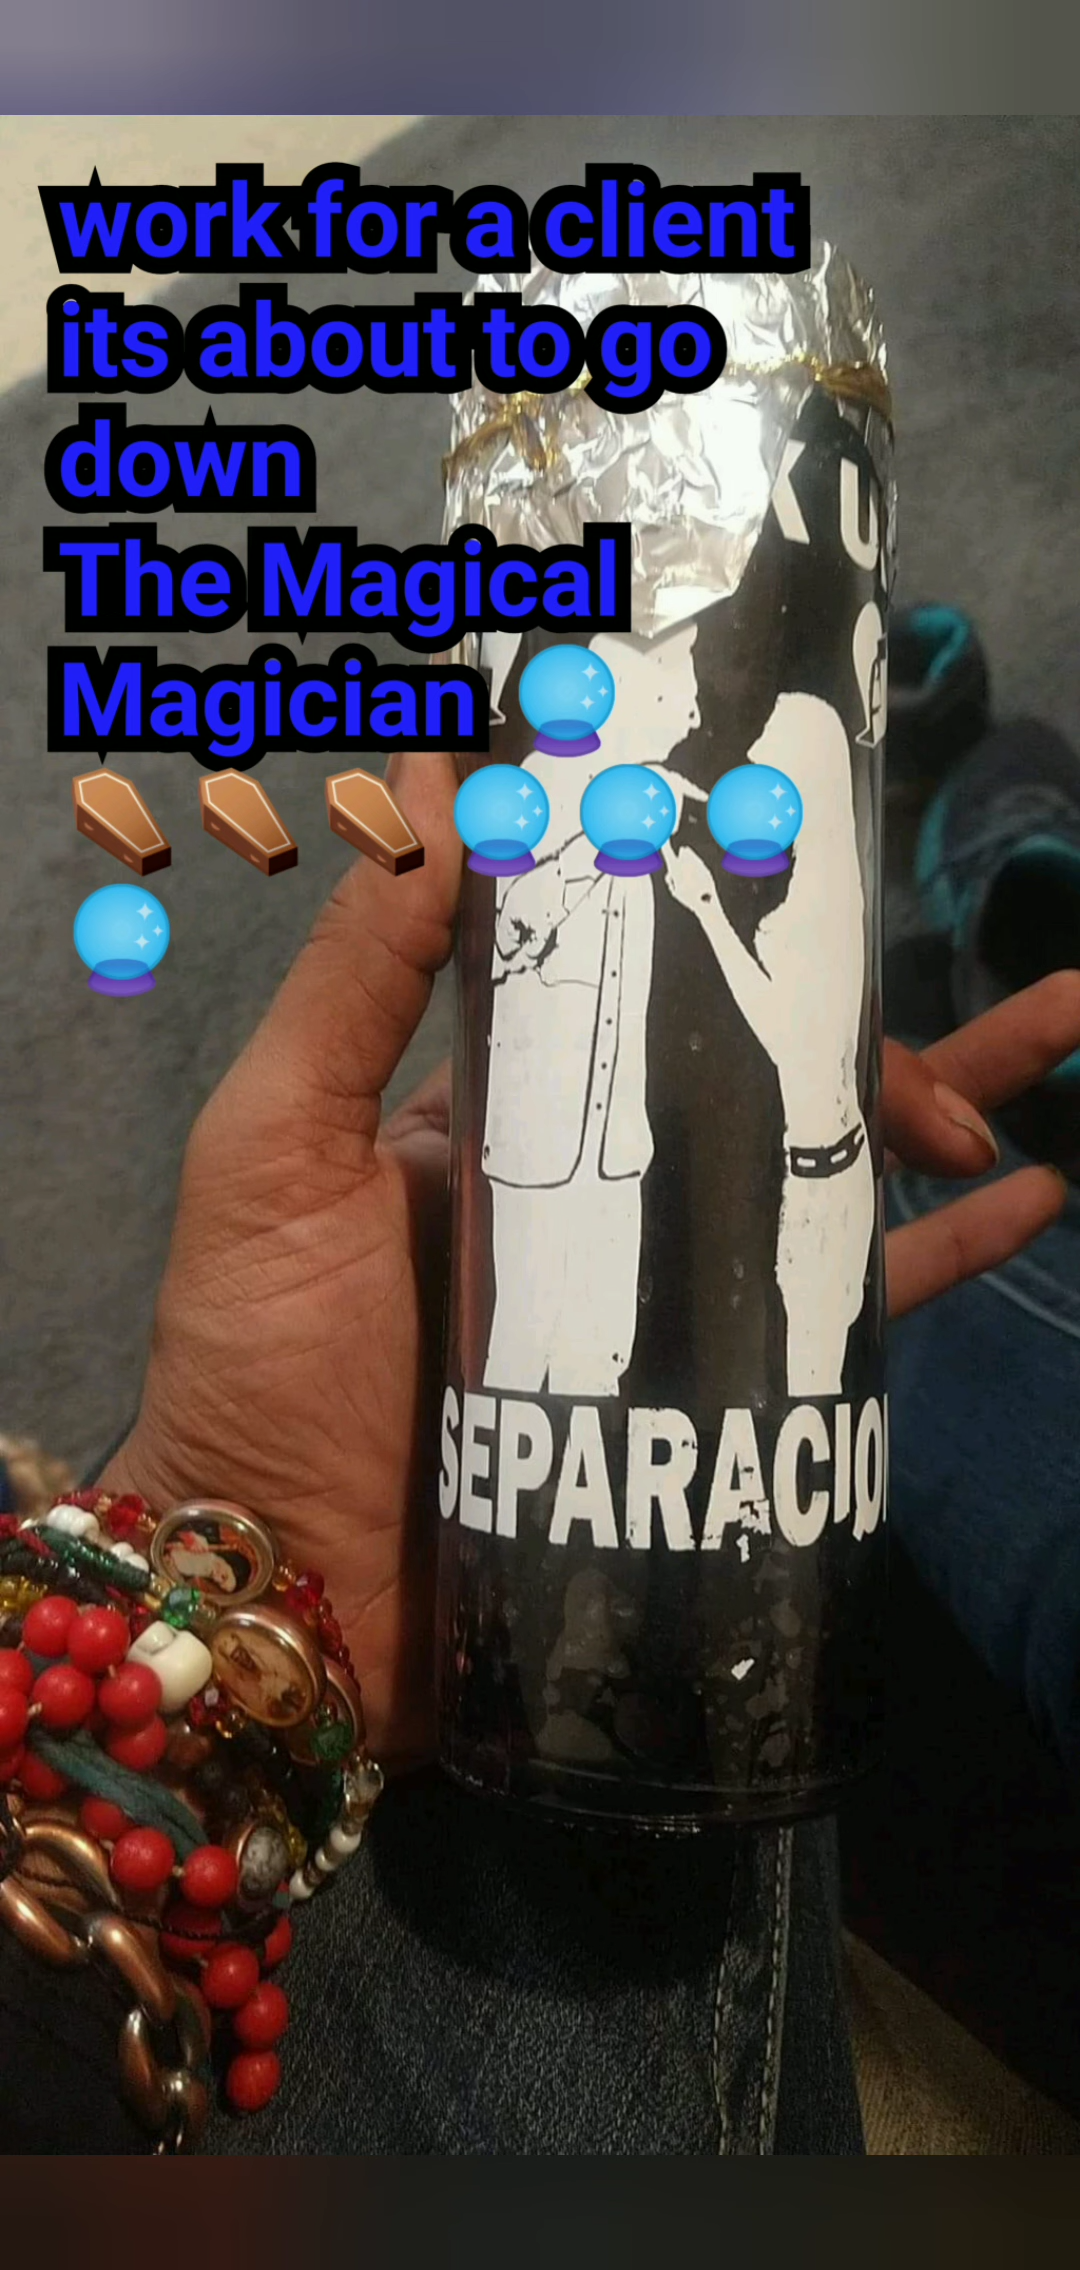 work for a client
its about to go
down
The Magical
Magician 🔮
⚰️⚰️⚰️🔮🔮🔮
🔮
SEPARACIO